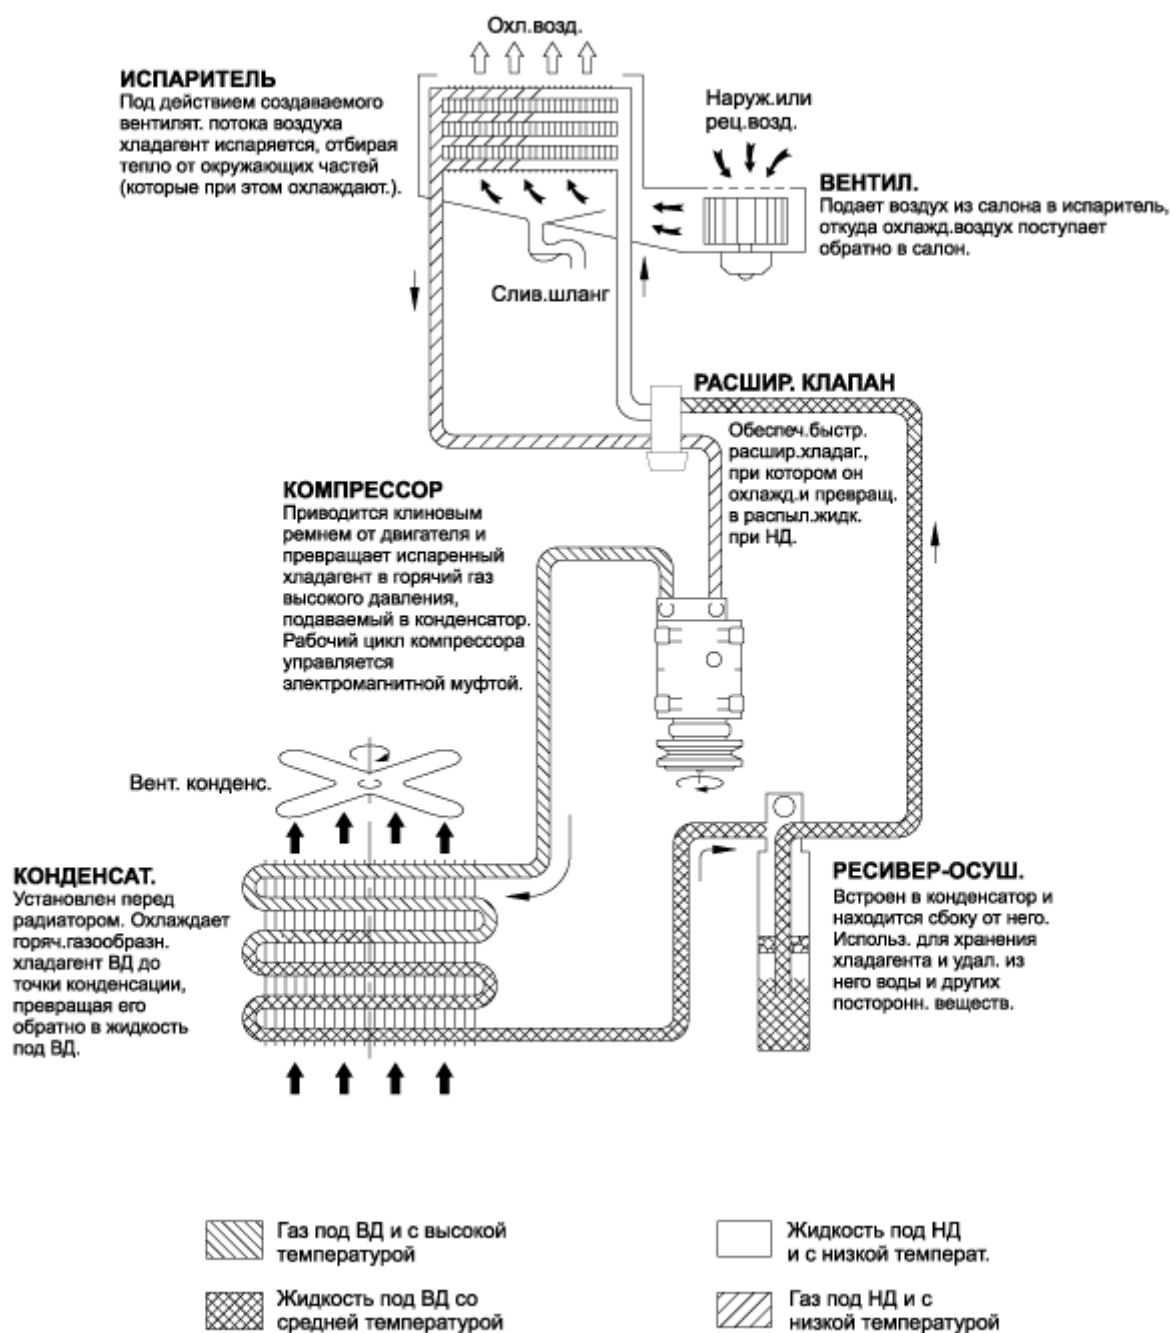 Охл.возд.
ИСПАРИТЕЛЬ
Под действием создаваемого
вентилят. потока воздуха
хладагент испаряется, отбирая
тепло от окружающих частей
(которые при этом охлаждают.).
Наруж.или
рец.возд.
ВЕНТИЛ.
Подает воздух из салона в испаритель,
откуда охлажд.воздух поступает
обратно в салон.
Слив.шланг
РАСШИР. КЛАПАН
Обеспеч.быстр.
расшир.хладаг.,
при котором он
охлажд.и превращ.
в распыл.жидк.
при НД.
КОМПРЕССОР
Приводится клиновым
ремнем от двигателя и
превращает испаренный
хладагент в горячий газ
высокого давления,
подаваемый в конденсатор.
Рабочий цикл компрессора
управляется
электромагнитной муфтой.
Вент. конденс.
КОНДЕНСАТ.
Установлен перед
радиатором. Охлаждает
горяч.газообразн.
хладагент ВД до
точки конденсации,
превращая его
обратно в жидкость
под ВД.
РЕСИВЕР-ОСУШ.
Встроен в конденсатор и
находится сбоку от него.
Использ. для хранения
хладагента и удал. из
него воды и других
посторонн. веществ.
Газ под ВД и с высокой
температурой
Жидкость под НД
и с низкой температ.
Жидкость под ВД со
средней температурой
Газ под НД и с
низкой температурой